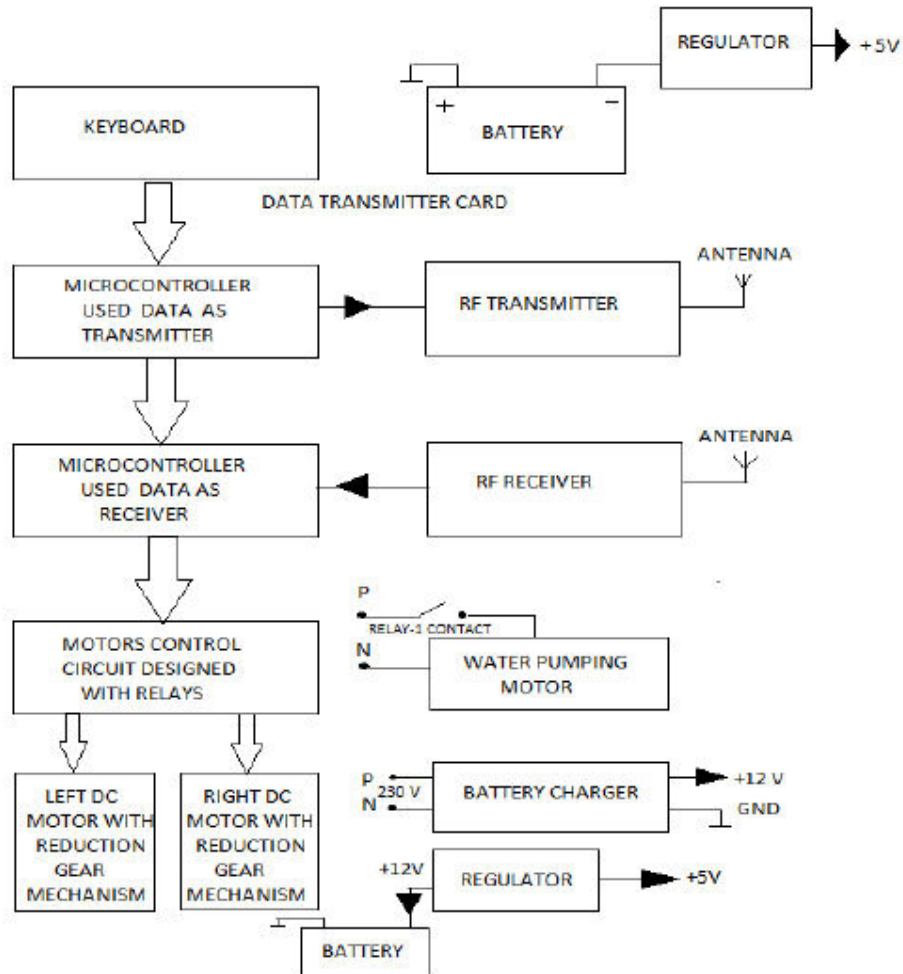 REGULATOR
+5V
+ -
BATTERY
KEYBOARD
DATA TRANSMITTER CARD
MICROCONTROLLER
USED DATA AS
TRANSMITTER
RF TRANSMITTER
ANTENNA
MICROCONTROLLER
USED DATA AS
RECEIVER
RF RECEIVER
ANTENNA
MOTORS CONTROL
CIRCUIT DESIGNED
WITH RELAYS
P
RELAY-1 CONTACT
N
WATER PUMPING
MOTOR
LEFT DC
MOTOR WITH
REDUCTION
GEAR
MECHANISM
RIGHT DC
MOTOR WITH
REDUCTION
GEAR
MECHANISM
P
230 V
N
BATTERY CHARGER
+12 V
GND
+12V
REGULATOR
+5V
BATTERY